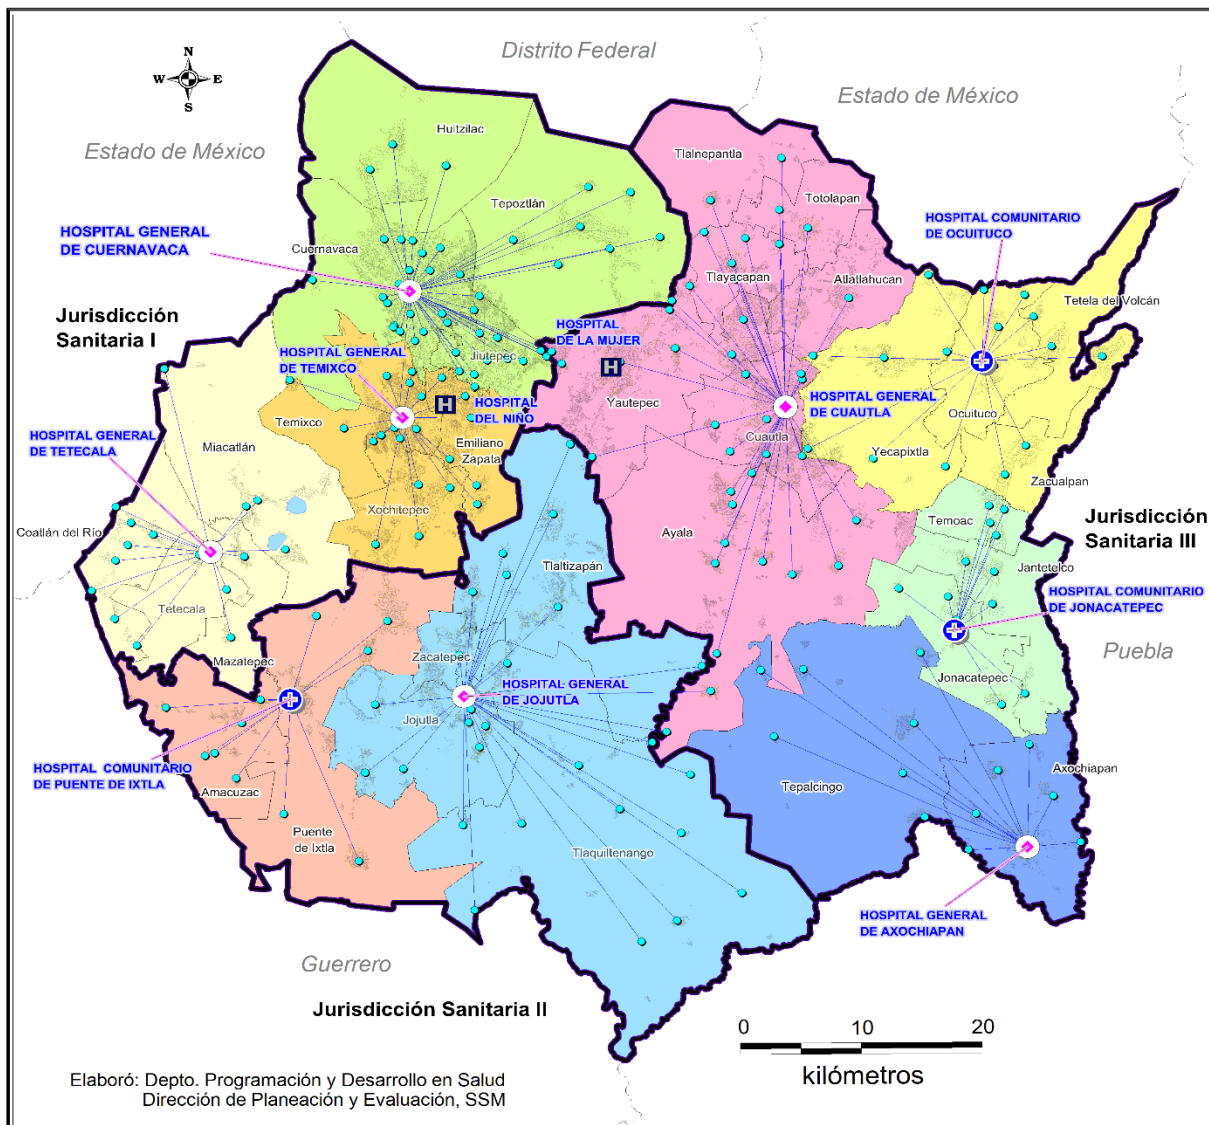 Distrito Federal
N
W E
S
Estado de México
Estado de México
Huitzilac
Tlalnepantla
Totolapan
Tepoztlán
HOSPITAL COMUNITARIO
DE OCUITUCO
HOSPITAL GENERAL
DE CUERNAVACA
Cuernavaca
Tlayacapan
Atlatlahucan
Tetela del Volcán
Jurisdicción
Sanitaria I
HOSPITAL
DE LA MUJER
HOSPITAL GENERAL
DE TEMIXCO
Jiutepec
H
H
HOSPITAL
DEL NIÑO
Yautepec
HOSPITAL GENERAL
DE CUAUTLA
Ocuituco
Temixco
Cuautla
HOSPITAL GENERAL
DE TETECALA
Miacatlán
Emiliano
Zapata
Yecapixtla
Zacualpan
Xochitepec
Coatlán del Río
Ayala
Temoac
Jurisdicción
Sanitaria III
Tlaltizapán
Jantetelco
Tetecala
HOSPITAL COMUNITARIO
DE JONACATEPEC
Mazatepec
Zacatepec
Jonacatepec
Puebla
HOSPITAL GENERAL
DE JOJUTLA
Jojutla
HOSPITAL COMUNITARIO
DE PUENTE DE IXTLA
Axochiapan
Tepalcingo
Amacuzac
Puente
de Ixtla
Tlaquiltenango
HOSPITAL GENERAL
DE AXOCHIAPAN
Guerrero
Jurisdicción Sanitaria II
0 10 20
kilómetros
Elaboró: Depto. Programación y Desarrollo en Salud
Dirección de Planeación y Evaluación, SSM